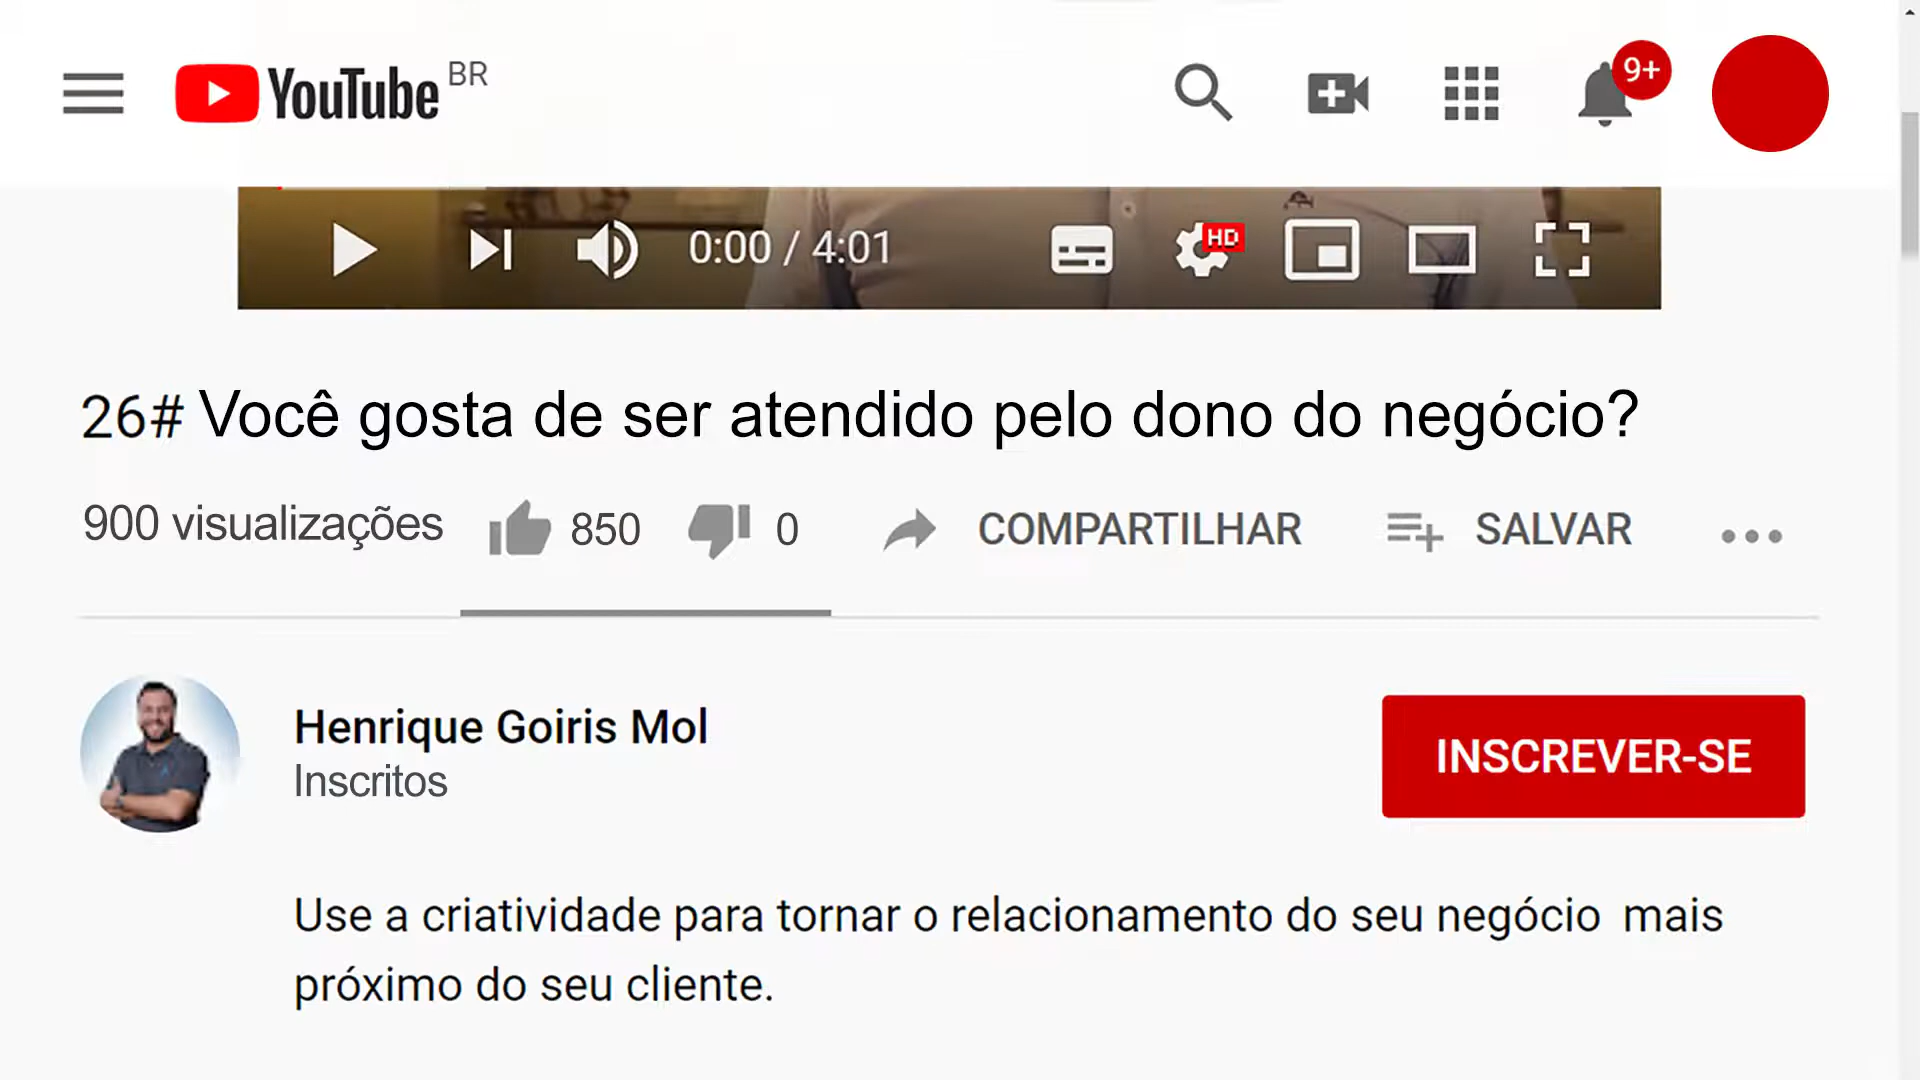 YouTube BR
9+
0:00 / 4:01
HD
26# Você gosta de ser atendido pelo dono do negócio?
900 visualizações 850 0 COMPARTILHAR SALVAR
Henrique Goiris Mol
Inscritos
INSCREVER-SE
Use a criatividade para tornar o relacionamento do seu negócio mais
próximo do seu cliente.